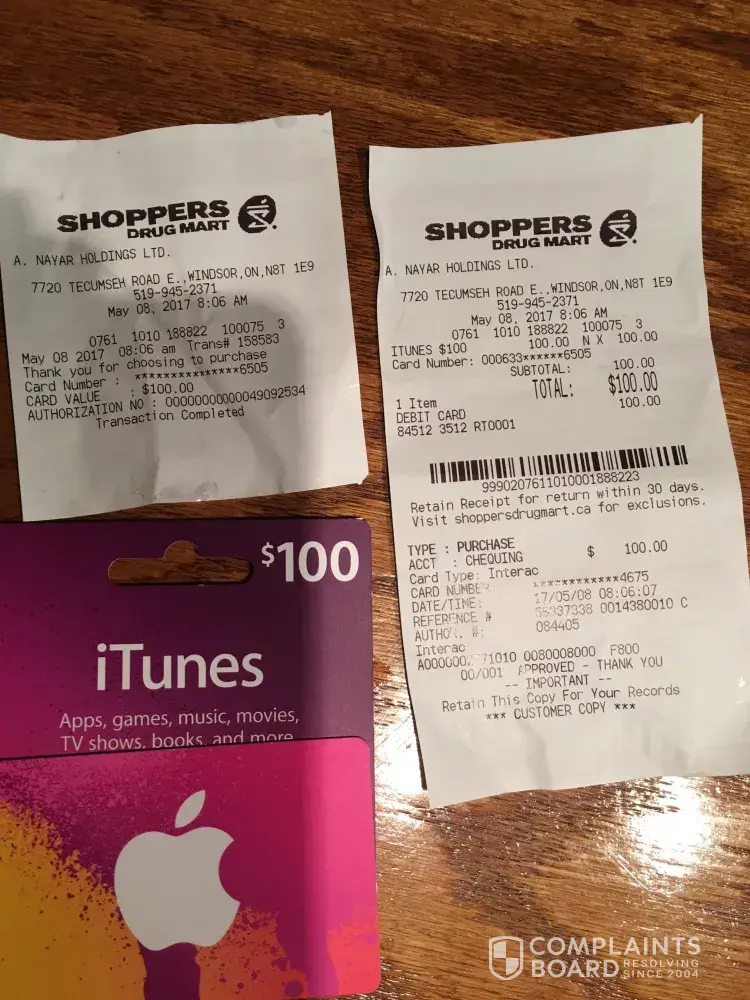 SHOPPERS
DRUG MART
A. NAYAR HOLDINGS LTD.
7720 TECUMSEH ROAD E.,WINDSOR,ON,N8T 1E9
519-945-2371
May 08, 2017 8:06 AM
0761 1010 188822 100075 3
May 08 2017 08:06 am Trans# 158583
Thank you for choosing to purchase
Card Number : **************6505
CARD VALUE : $100.00
AUTHORIZATION NO : 00000000000049092534
Transaction Completed
SHOPPERS
DRUG MART
A. NAYAR HOLDINGS LTD.
7720 TECUMSEH ROAD E.,WINDSOR,ON,N8T 1E9
519-945-2371
May 08, 2017 8:06 AM
0761 1010 188822 100075 3
ITUNES $100 100.00 N X 100.00
Card Number: 000633******6505
SUBTOTAL: 100.00
TOTAL: $100.00
1 Item 100.00
DEBIT CARD
84512 3512 RT0001
9990207611010001888223
Retain Receipt for return within 30 days.
Visit shoppersdrugmart.ca for exclusions.
TYPE : PURCHASE
ACCT : CHEQUING $ 100.00
Card Type: Interac
CARD NUMBER: ************4675
DATE/TIME: 17/05/08 08:06:07
REFERENCE # 0014380010 C
AUTHOR. #: 084405
Interac
71010 0080008000 F800
00/001 APPROVED - THANK YOU
-- IMPORTANT --
Retain This Copy For Your Records
*** CUSTOMER COPY ***
$100
iTunes
Apps, games, music, movies,
TV shows, books, and more
COMPLAINTS
BOARD RESOLVING
SINCE 2004